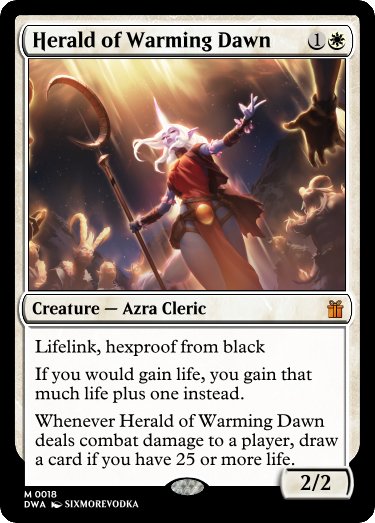 Herald of Warming Dawn 1
Creature — Azra Cleric
Lifelink, hexproof from black
If you would gain life, you gain that
much life plus one instead.
Whenever Herald of Warming Dawn
deals combat damage to a player, draw
a card if you have 25 or more life.
2/2
M 0018
DWA SIXMOREVODKA